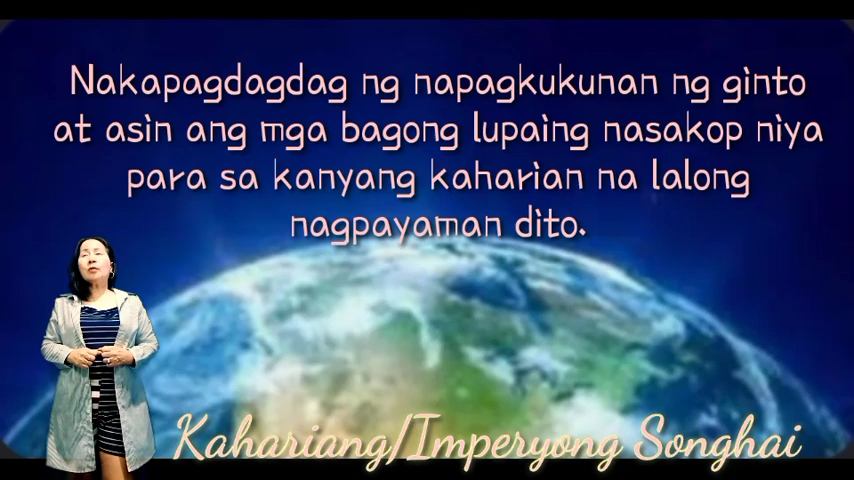 Nakapagdagdag ng napagkukunan ng ginto
at asin ang mga bagong lupaing nasakop niya
para sa kanyang kaharian na lalong
nagpayaman dito.
Kahariang/Imperyong Songhai